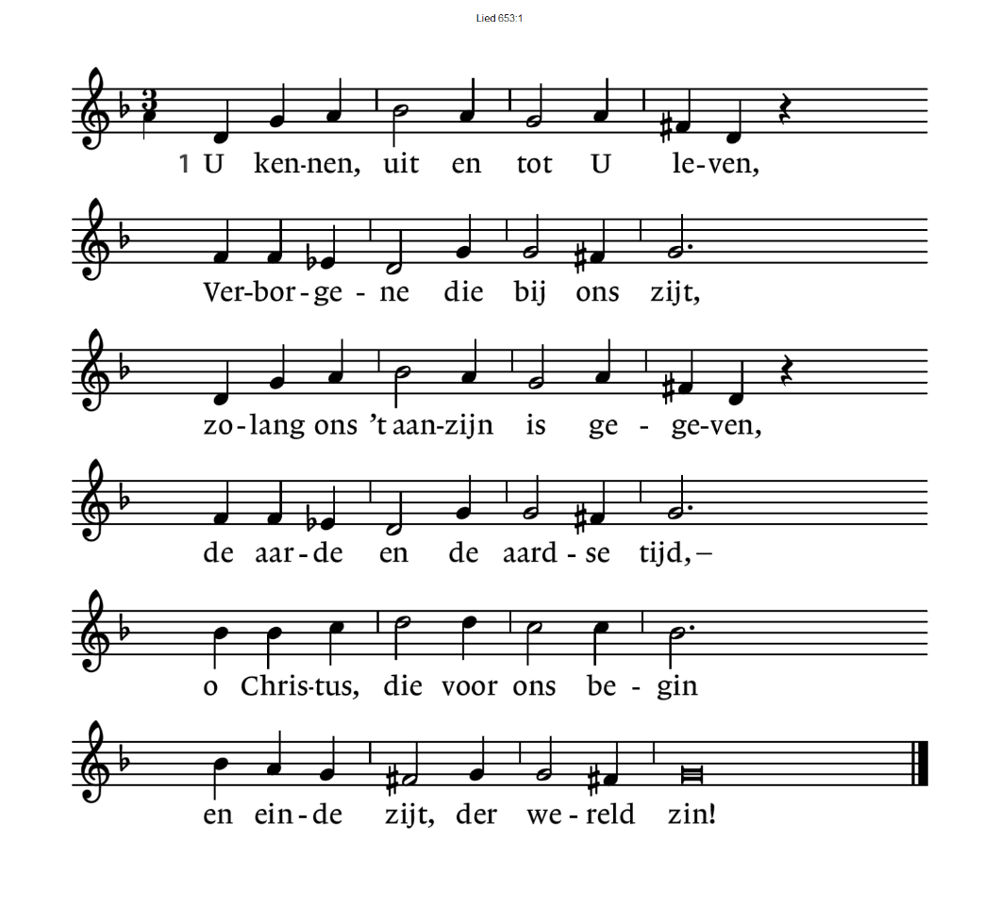 Lied 653:1
3
1 U ken-nen, uit en tot U le-ven,
Ver-bor-ge - ne die bij ons zijt,
zo-lang ons ’t aan-zijn is ge - ge-ven,
de aar-de en de aard-se tijd,–
o Chris-tus, die voor ons be - gin
en ein-de zijt, der we-reld zin!